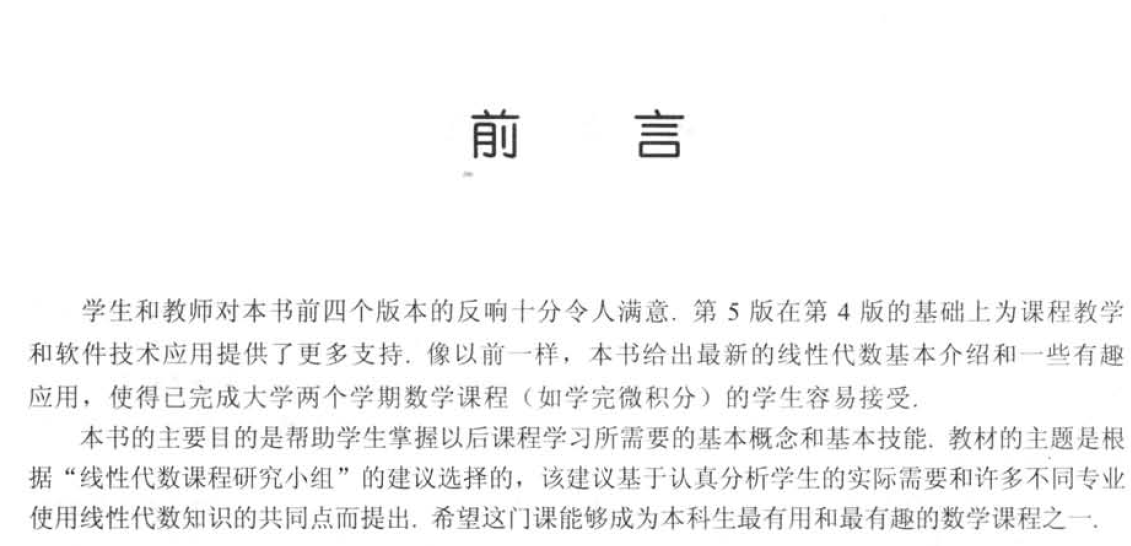 前 言
学生和教师对本书前四个版本的反响十分令人满意. 第 5 版在第 4 版的基础上为课程教学
和软件技术应用提供了更多支持. 像以前一样，本书给出最新的线性代数基本介绍和一些有趣
应用，使得已完成大学两个学期数学课程（如学完微积分）的学生容易接受.
本书的主要目的是帮助学生掌握以后课程学习所需要的基本概念和基本技能. 教材的主题是根
据“线性代数课程研究小组”的建议选择的，该建议基于认真分析学生的实际需要和许多不同专业
使用线性代数知识的共同点而提出. 希望这门课能够成为本科生最有用和最有趣的数学课程之一.